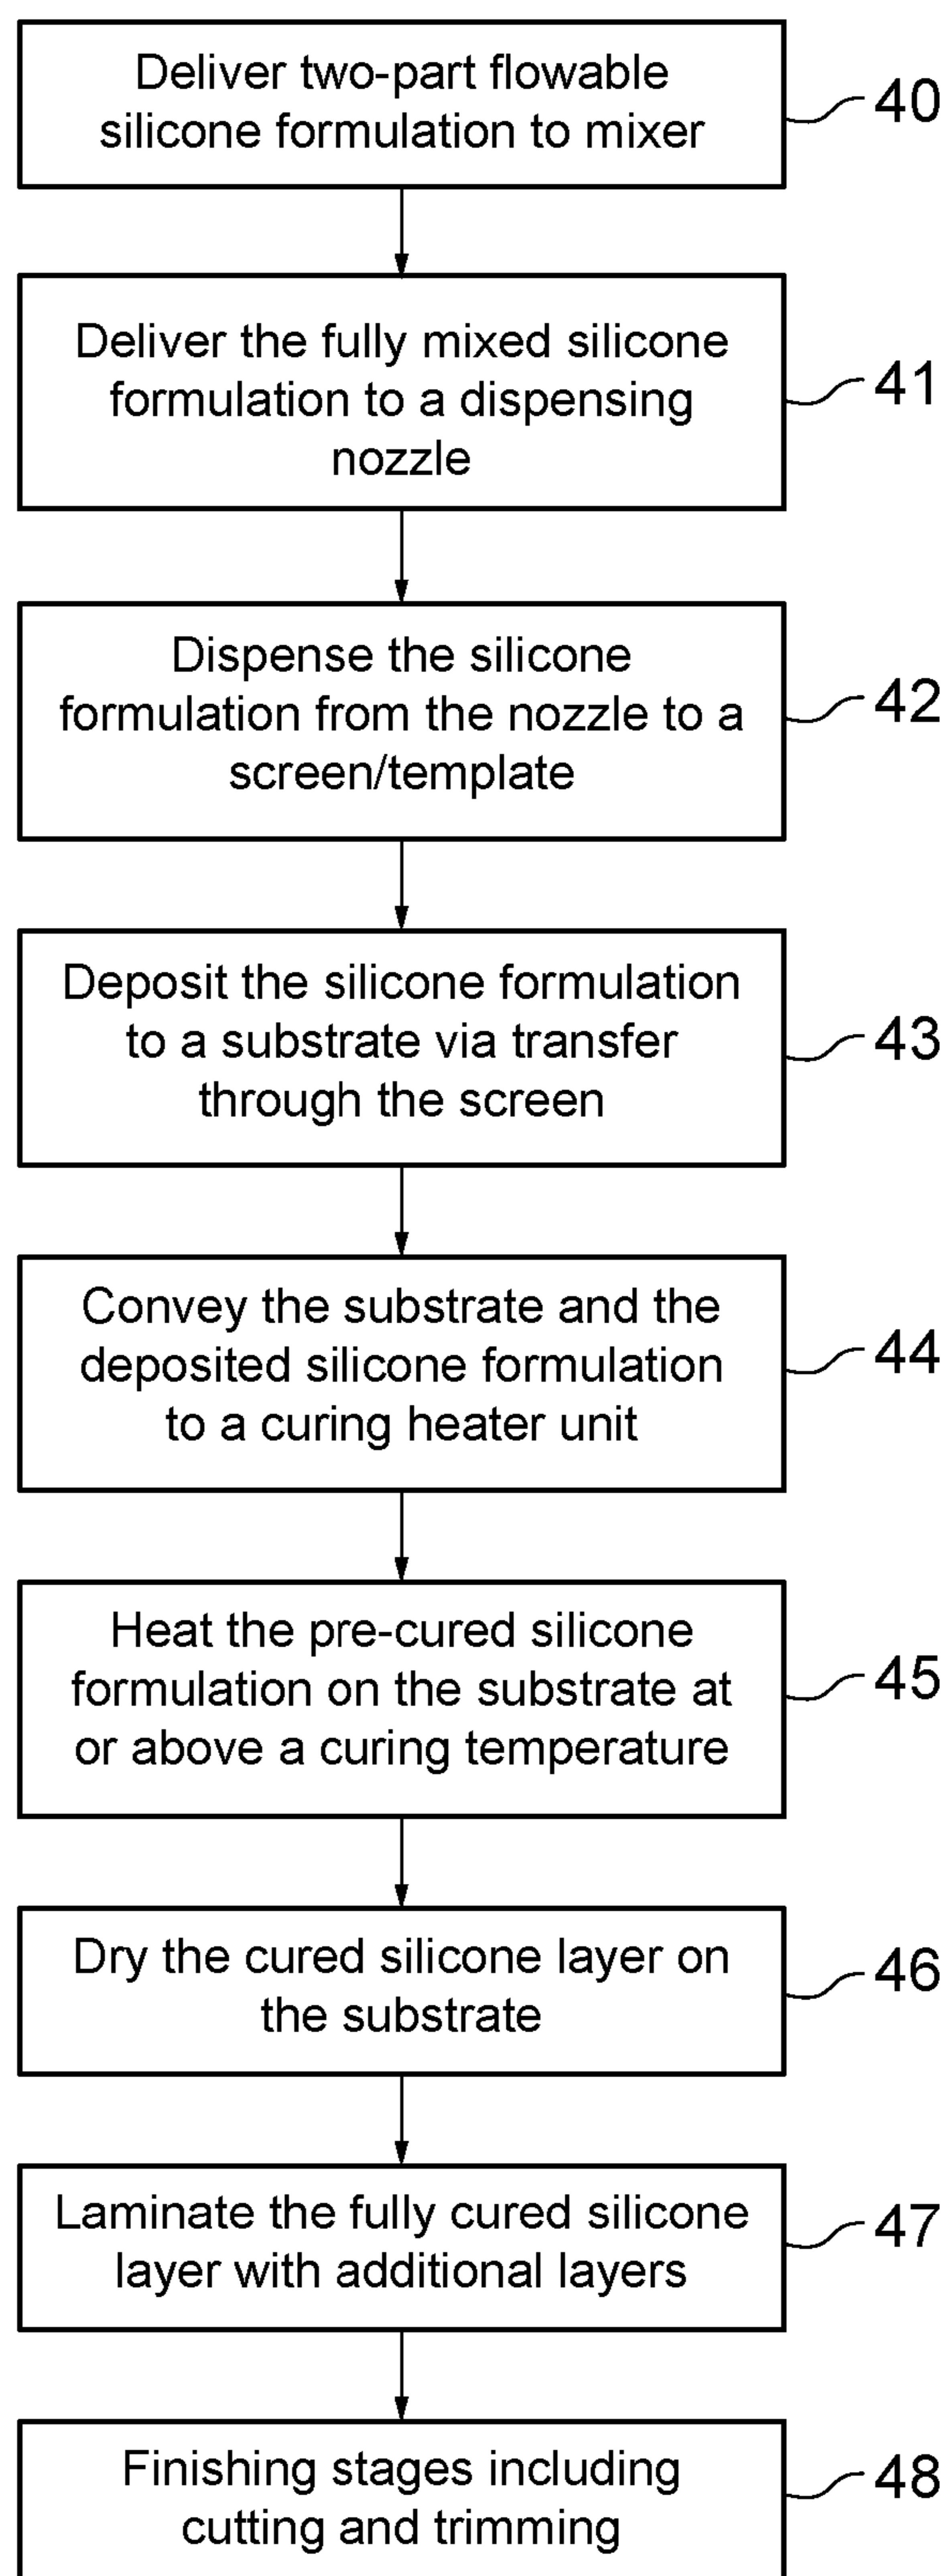 Deliver two-part flowable
silicone formulation to mixer
40
Deliver the fully mixed silicone
formulation to a dispensing
nozzle
41
Dispense the silicone
formulation from the nozzle to a
screen/template
42
Deposit the silicone formulation
to a substrate via transfer
through the screen
43
Convey the substrate and the
deposited silicone formulation
to a curing heater unit
44
Heat the pre-cured silicone
formulation on the substrate at
or above a curing temperature
45
Dry the cured silicone layer on
the substrate
46
Laminate the fully cured silicone
layer with additional layers
47
Finishing stages including
cutting and trimming
48